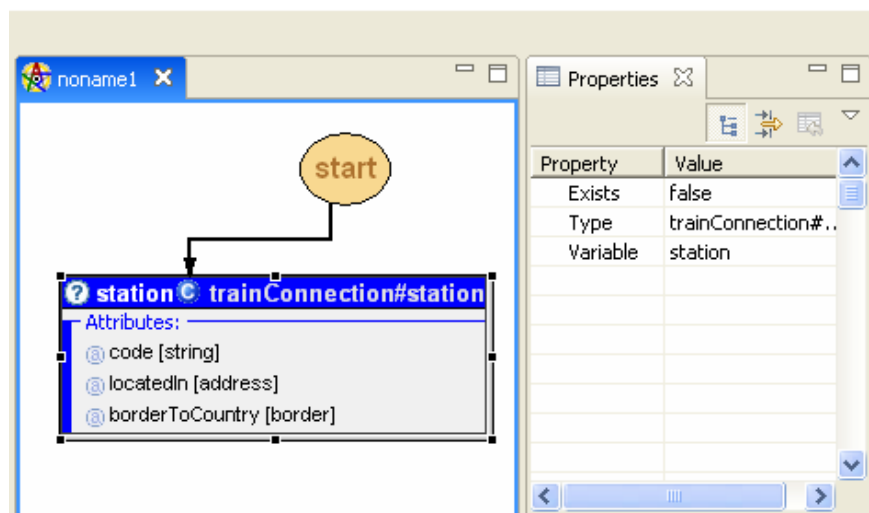 noname1
start
station trainConnection#station
Attributes:
code [string]
locatedIn [address]
borderToCountry [border]
Properties
Property Value
Exists false
Type trainConnection#..
Variable station